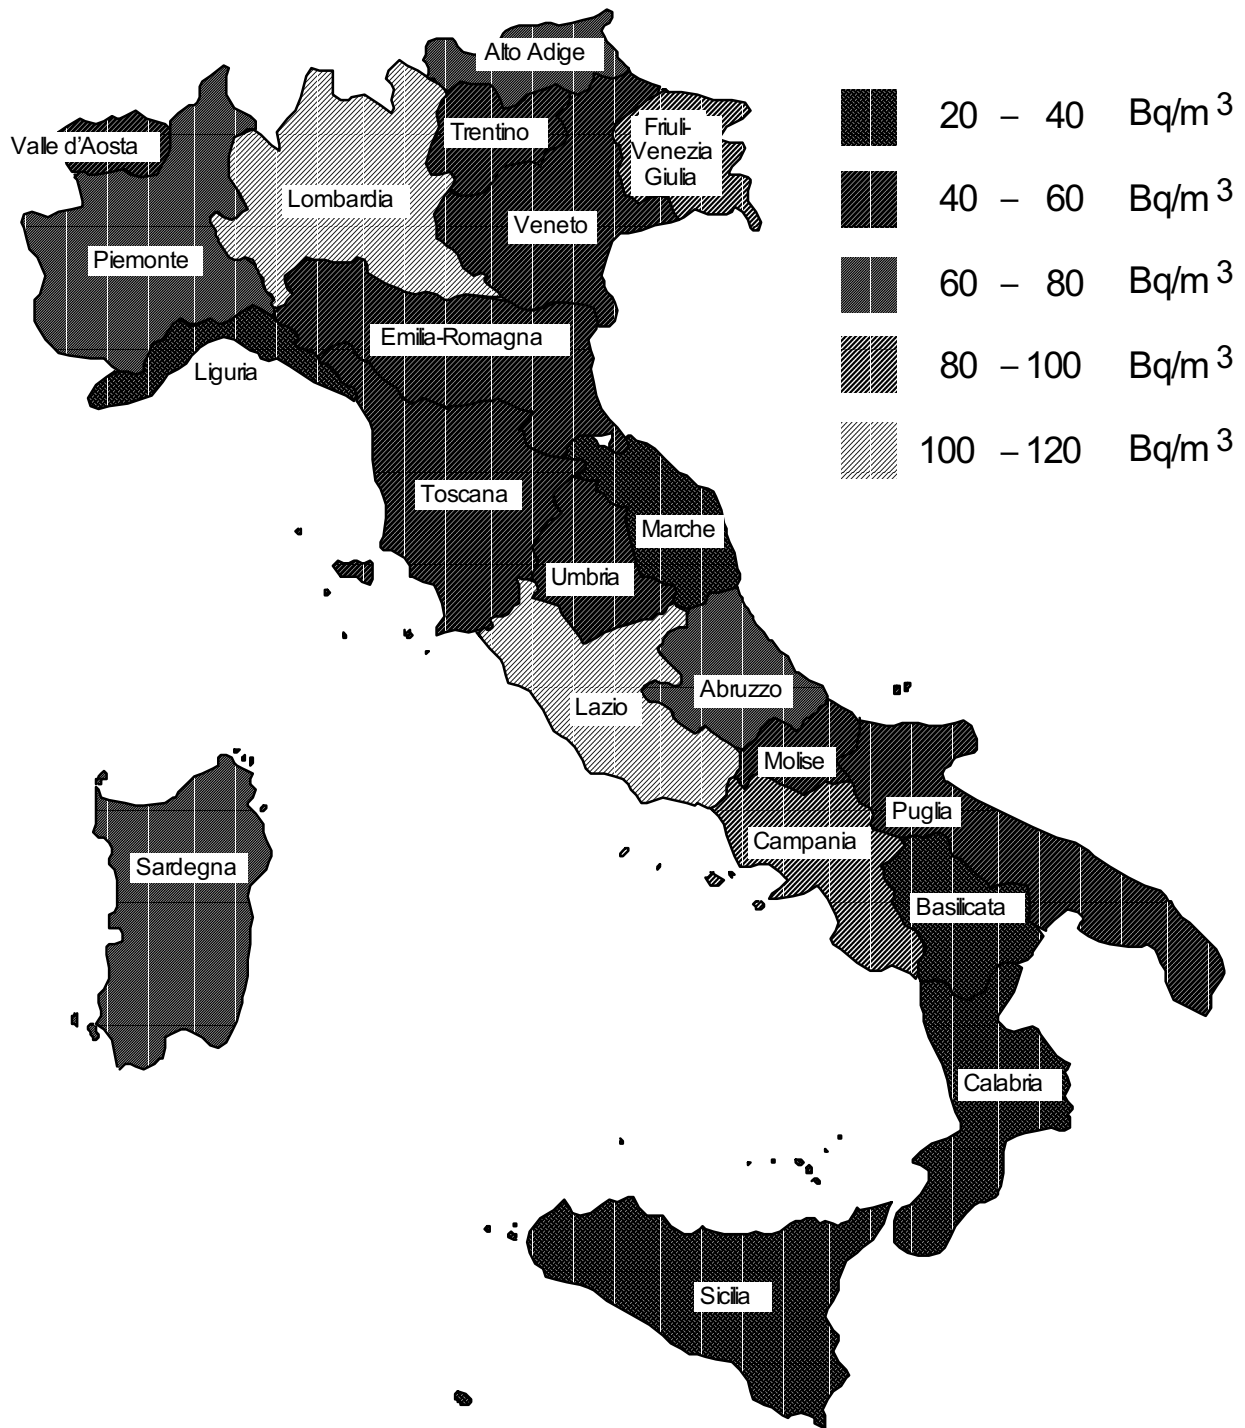 Alto Adige
20 – 40 Bq/m³
Valle d'Aosta
Trentino
Friuli-
Venezia
Giulia
Lombardia
40 – 60 Bq/m³
Veneto
Piemonte
60 – 80 Bq/m³
Emilia-Romagna
Liguria
80 – 100 Bq/m³
100 – 120 Bq/m³
Toscana
Marche
Umbria
Abruzzo
Lazio
Molise
Puglia
Campania
Sardegna
Basilicata
Calabria
Sicilia